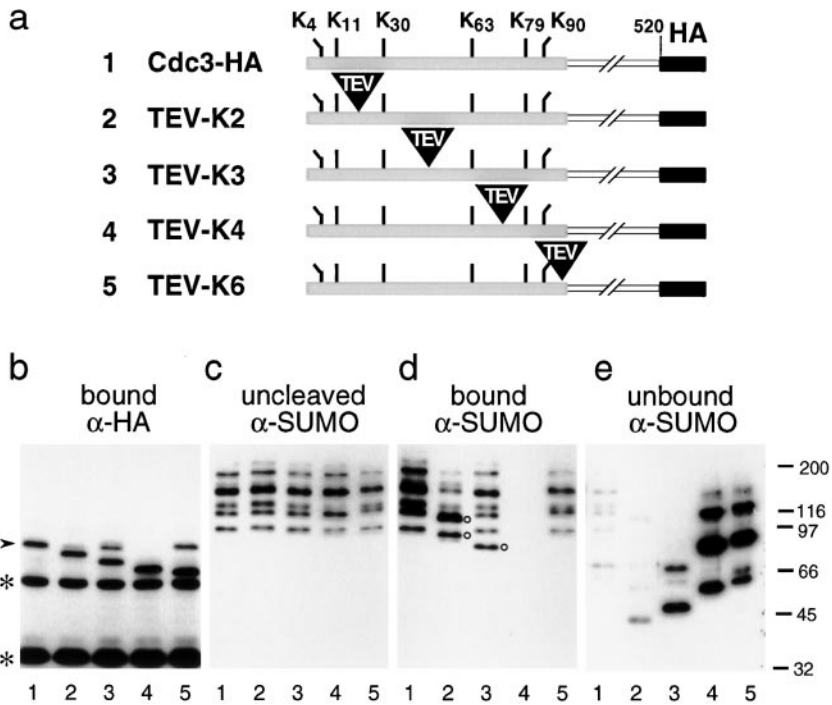 a
K4 K11 K30 K63 K79 K90 520 HA
1 Cdc3-HA
TEV
2 TEV-K2
TEV
3 TEV-K3
TEV
4 TEV-K4
TEV
5 TEV-K6
b bound α-HA
c uncleaved α-SUMO
d bound α-SUMO
e unbound α-SUMO
200
116
97
66
45
32
*
*
1 2 3 4 5
1 2 3 4 5
1 2 3 4 5
1 2 3 4 5